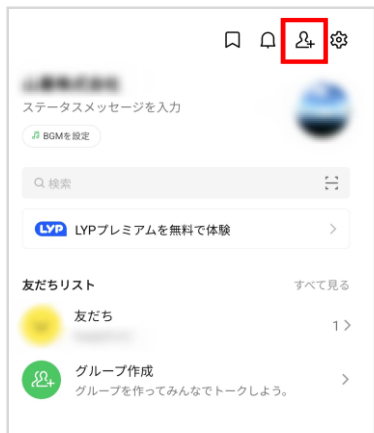 ステータスメッセージを入力
BGMを設定
検索
LYP LYPプレミアムを無料で体験
友だちリスト すべて見る
友だち
1
グループ作成
グループを作ってみんなでトークしよう。